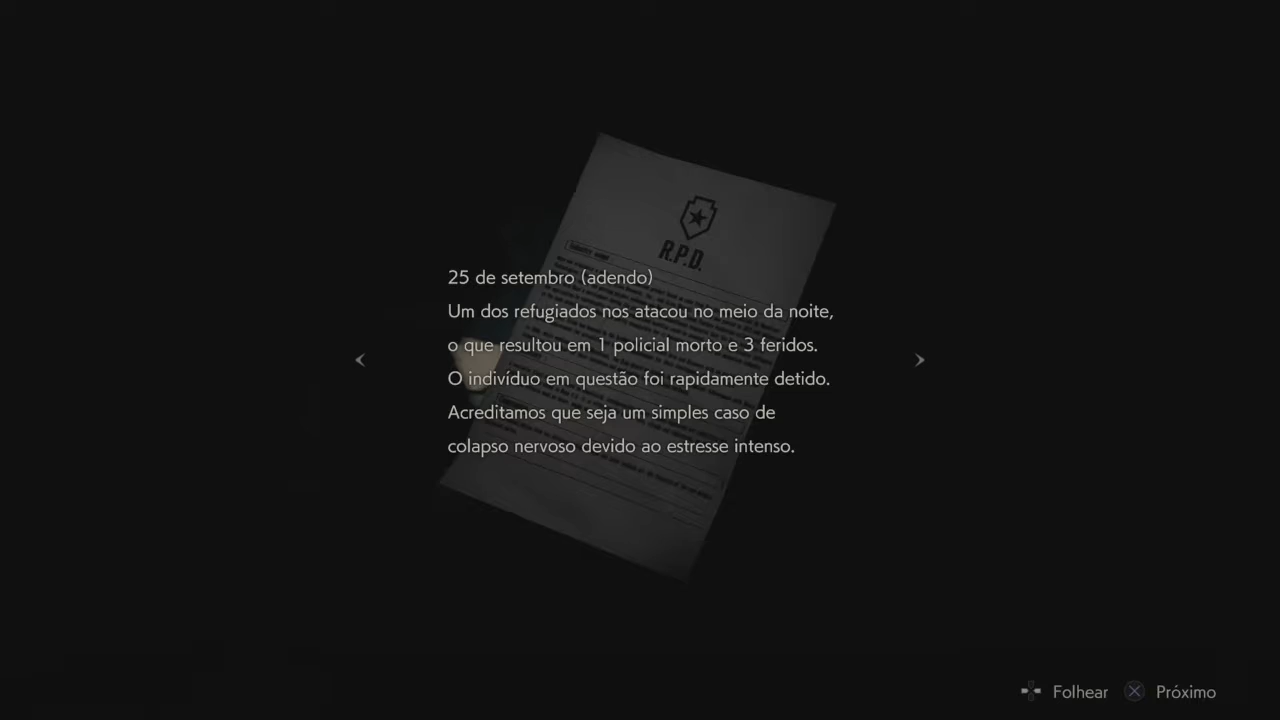 R.P.D.
25 de setembro (adendo)
Um dos refugiados nos atacou no meio da noite,
o que resultou em 1 policial morto e 3 feridos.
O indivíduo em questão foi rapidamente detido.
Acreditamos que seja um simples caso de
colapso nervoso devido ao estresse intenso.
Folhear
Próximo